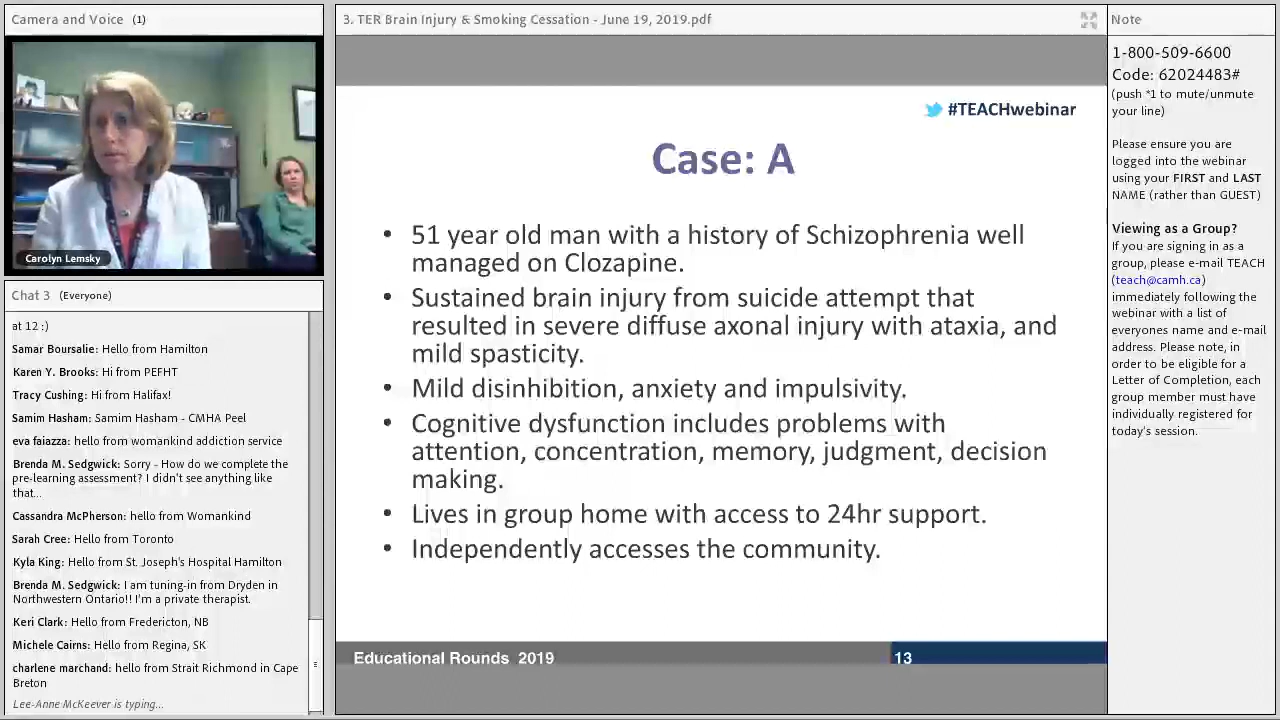 Camera and Voice (1)
Carolyn Lemsky
Chat 3 (Everyone)
at 12 :)
Samar Boursalie: Hello from Hamilton
Karen Y. Brooks: Hi from PEFHT
Tracy Cushing: Hi from Halifax!
Samim Hasham: Samim Hasham - CMHA Peel
eva faiazza: hello from womankind addiction service
Brenda M. Sedgwick: Sorry - How do we complete the
pre-learning assessment? I didn't see anything like
that...
Cassandra McPherson: hello from Womankind
Sarah Cree: Hello from Toronto
Kyla King: Hello from St. Joseph's Hospital Hamilton
Brenda M. Sedgwick: I am tuning-in from Dryden in
Northwestern Ontario!! I'm a private therapist.
Keri Clark: Hello from Fredericton, NB
Michele Cairns: Hello from Regina, SK
charlene marchand: hello from Strait Richmond in Cape
Breton
Lee-Anne McKeever is typing...
3. TER Brain Injury & Smoking Cessation - June 19, 2019.pdf
#TEACHwebinar
Case: A
• 51 year old man with a history of Schizophrenia well
managed on Clozapine.
• Sustained brain injury from suicide attempt that
resulted in severe diffuse axonal injury with ataxia, and
mild spasticity.
• Mild disinhibition, anxiety and impulsivity.
• Cognitive dysfunction includes problems with
attention, concentration, memory, judgment, decision
making.
• Lives in group home with access to 24hr support.
• Independently accesses the community.
Educational Rounds 2019
13
Note
1-800-509-6600
Code: 62024483#
(push *1 to mute/unmute
your line)
Please ensure you are
logged into the webinar
using your FIRST and LAST
NAME (rather than GUEST)
Viewing as a Group?
If you are signing in as a
group, please e-mail TEACH
(teach@camh.ca)
immediately following the
webinar with a list of
everyones name and e-mail
address. Please note, in
order to be eligible for a
Letter of Completion, each
group member must have
individually registered for
today's session.